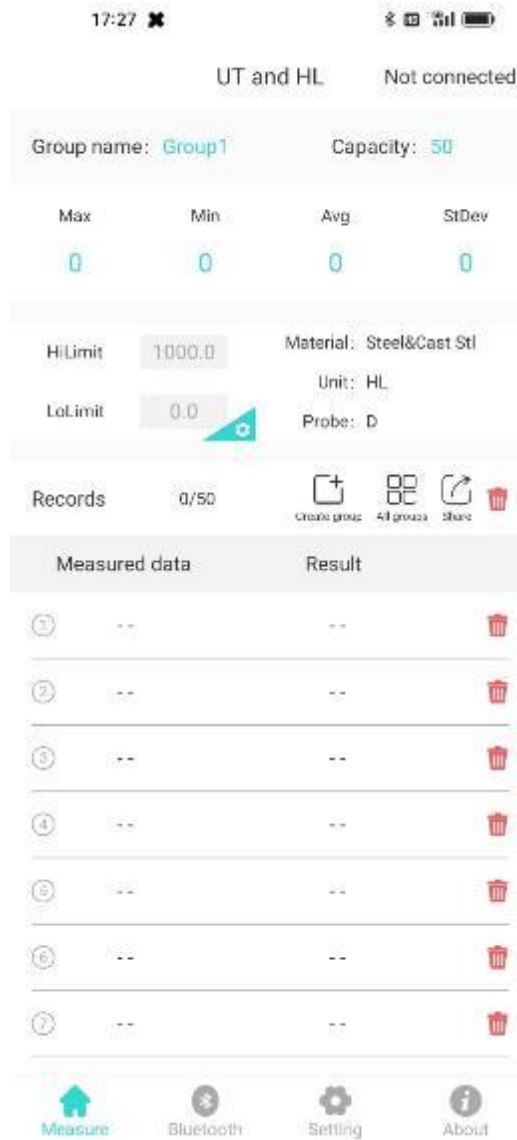 17:27
UT and HL Not connected
Group name: Group1 Capacity: 50
Max Min Avg StDev
0 0 0 0
HiLimit 1000.0 Material: Steel&Cast Stl
Unit: HL
LoLimit 0.0 Probe: D
Records 0/50 Create group All groups Share
Measured data Result
1 -- --
2 -- --
3 -- --
4 -- --
5 -- --
6 -- --
7 -- --
Measure Bluetooth Setting About